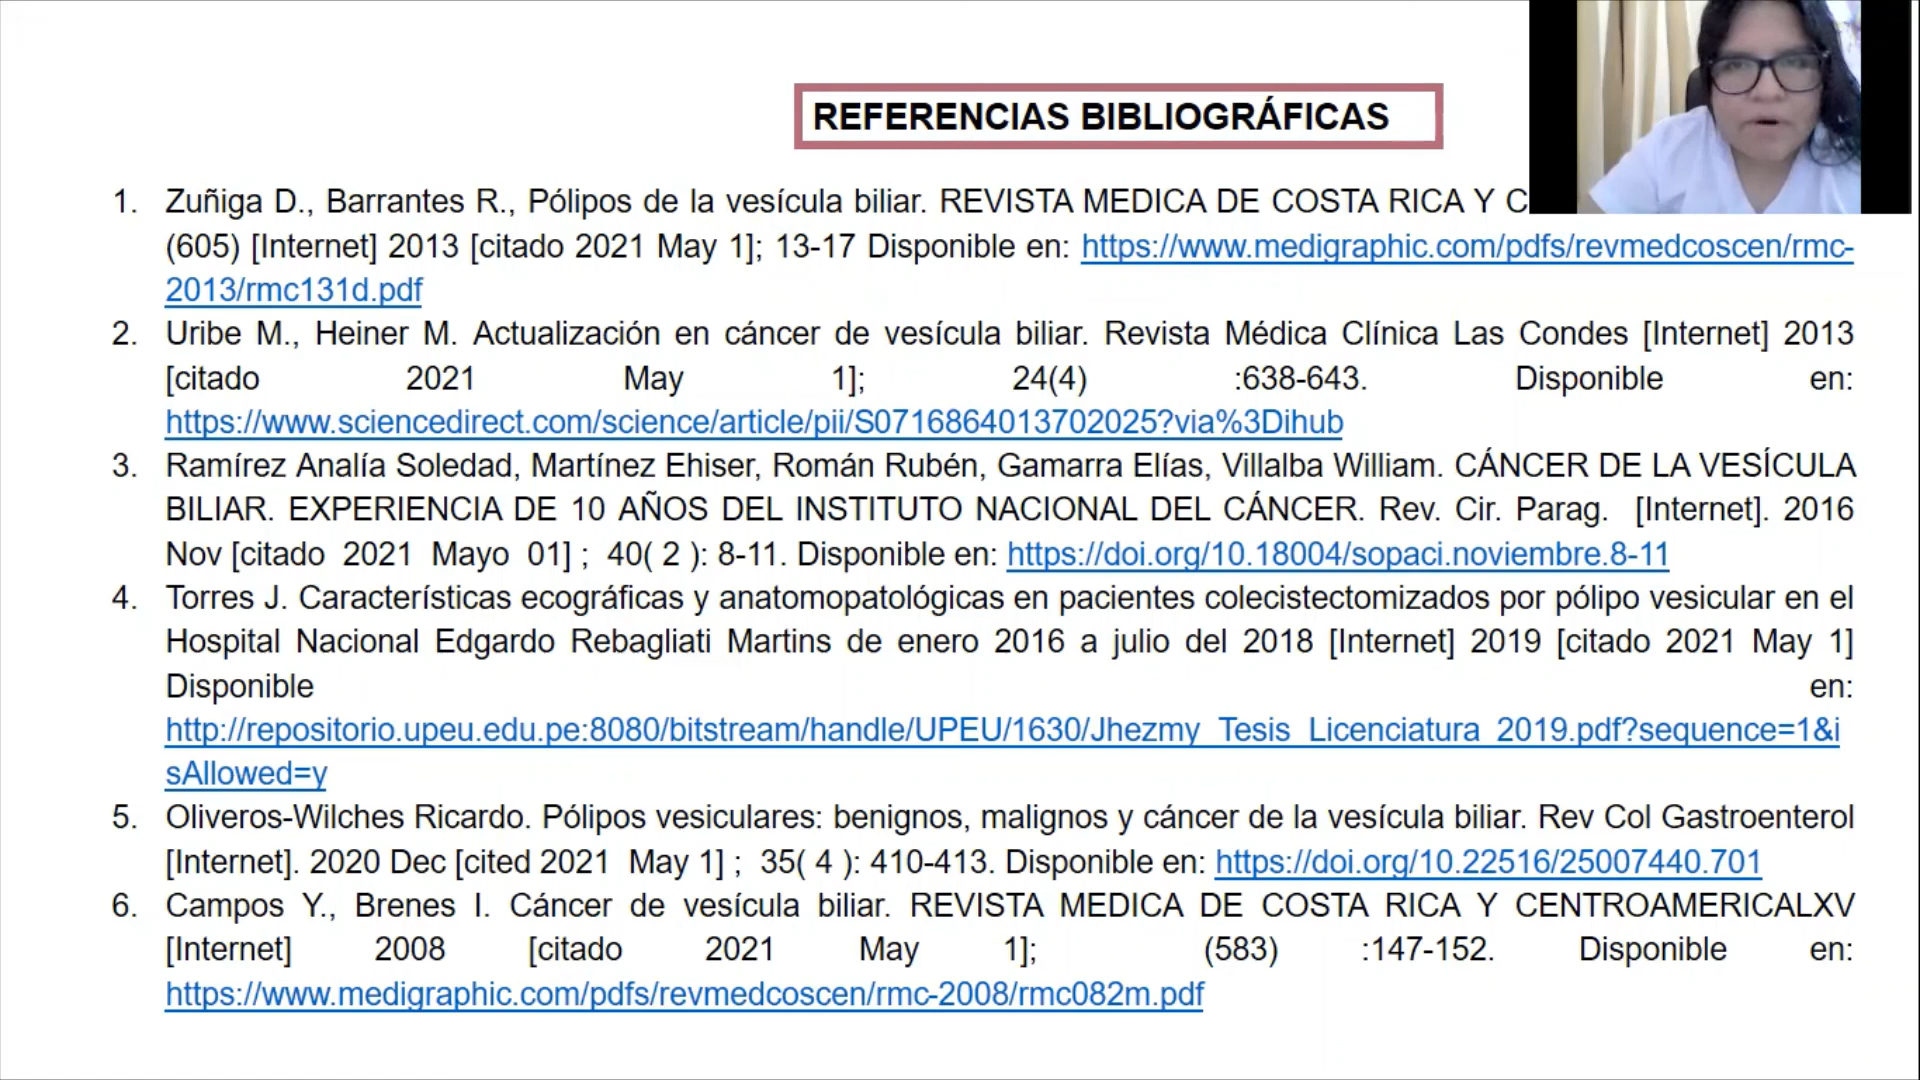 REFERENCIAS BIBLIOGRÁFICAS
1. Zuñiga D., Barrantes R., Pólipos de la vesícula biliar. REVISTA MEDICA DE COSTA RICA Y
(605) [Internet] 2013 [citado 2021 May 1]; 13-17 Disponible en: https://www.medigraphic.com/pdfs/revmedcoscen/rmc-
2013/rmc131d.pdf
2. Uribe M., Heiner M. Actualización en cáncer de vesícula biliar. Revista Médica Clínica Las Condes [Internet] 2013
[citado 2021 May 1]; 24(4) :638-643. Disponible en:
https://www.sciencedirect.com/science/article/pii/S0716864013702025?via%3Dihub
3. Ramírez Analía Soledad, Martínez Ehiser, Román Rubén, Gamarra Elías, Villalba William. CÁNCER DE LA VESÍCULA
BILIAR. EXPERIENCIA DE 10 AÑOS DEL INSTITUTO NACIONAL DEL CÁNCER. Rev. Cir. Parag. [Internet]. 2016
Nov [citado 2021 Mayo 01] ; 40( 2 ): 8-11. Disponible en: https://doi.org/10.18004/sopaci.noviembre.8-11
4. Torres J. Características ecográficas y anatomopatológicas en pacientes colecistectomizados por pólipo vesicular en el
Hospital Nacional Edgardo Rebagliati Martins de enero 2016 a julio del 2018 [Internet] 2019 [citado 2021 May 1]
Disponible en:
http://repositorio.upeu.edu.pe:8080/bitstream/handle/UPEU/1630/Jhezmy_Tesis_Licenciatura_2019.pdf?sequence=1&i
sAllowed=y
5. Oliveros-Wilches Ricardo. Pólipos vesiculares: benignos, malignos y cáncer de la vesícula biliar. Rev Col Gastroenterol
[Internet]. 2020 Dec [cited 2021 May 1] ; 35( 4 ): 410-413. Disponible en: https://doi.org/10.22516/25007440.701
6. Campos Y., Brenes I. Cáncer de vesícula biliar. REVISTA MEDICA DE COSTA RICA Y CENTROAMERICALXV
[Internet] 2008 [citado 2021 May 1]; (583) :147-152. Disponible en:
https://www.medigraphic.com/pdfs/revmedcoscen/rmc-2008/rmc082m.pdf